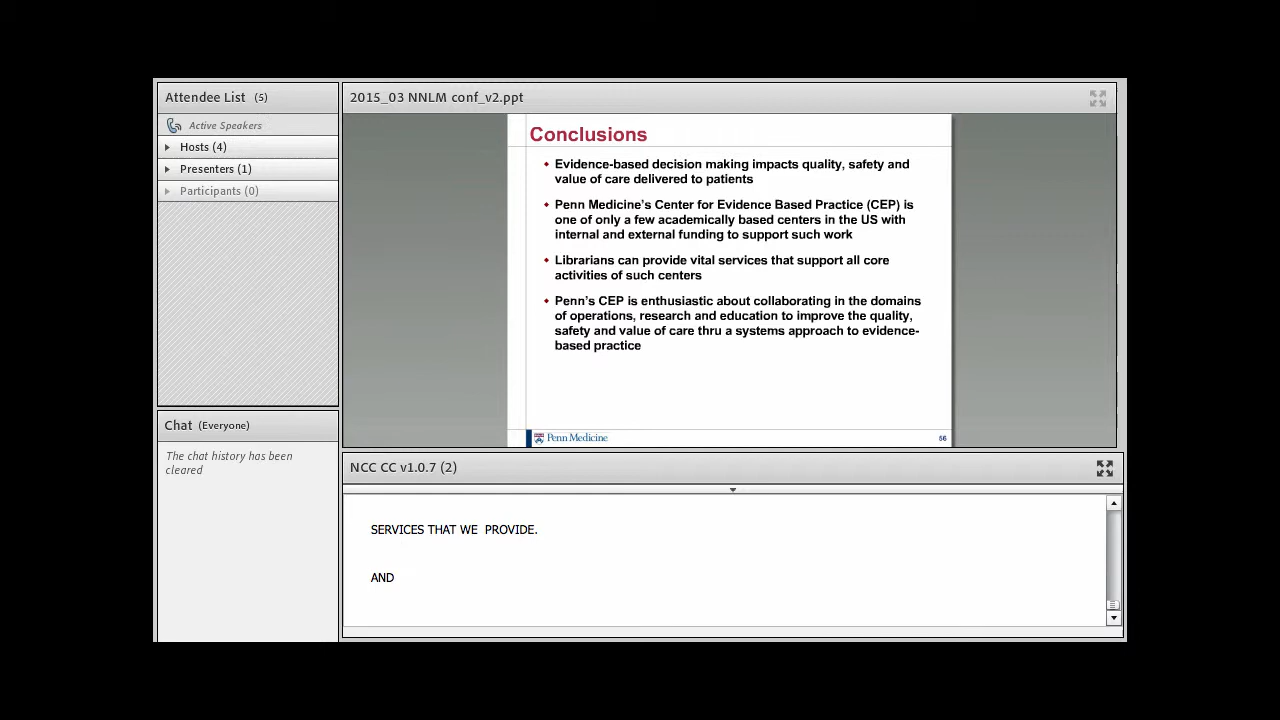 Attendee List (5)
Active Speakers
Hosts (4)
Presenters (1)
Participants (0)
Chat (Everyone)
The chat history has been
cleared
2015_03 NNLM conf_v2.ppt
Conclusions
Evidence-based decision making impacts quality, safety and
value of care delivered to patients
Penn Medicine's Center for Evidence Based Practice (CEP) is
one of only a few academically based centers in the US with
internal and external funding to support such work
Librarians can provide vital services that support all core
activities of such centers
Penn's CEP is enthusiastic about collaborating in the domains
of operations, research and education to improve the quality,
safety and value of care thru a systems approach to evidence-
based practice
Penn Medicine
56
NCC CC v1.0.7 (2)
SERVICES THAT WE  PROVIDE.
AND